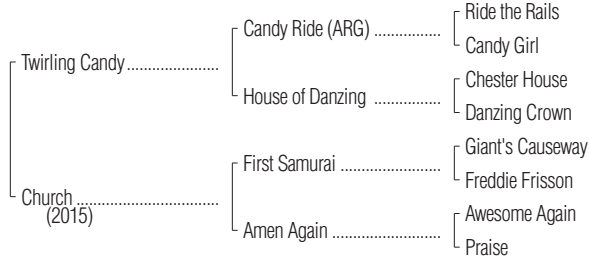 Ride the Rails
Candy Ride (ARG) ................
Candy Girl
Twirling Candy......................
Chester House
House of Danzing ................
Danzing Crown
Giant's Causeway
First Samurai ........................
Freddie Frisson
Church ..................................
(2015)
Awesome Again
Amen Again ..........................
Praise